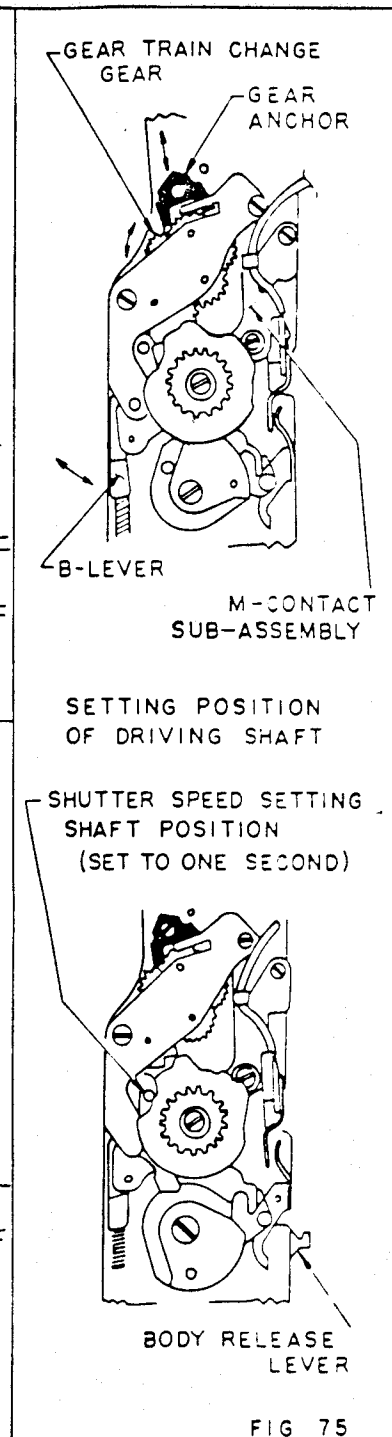 GEAR TRAIN CHANGE
GEAR
GEAR
ANCHOR
B-LEVER
M-CONTACT
SUB-ASSEMBLY
SETTING POSITION
OF DRIVING SHAFT
SHUTTER SPEED SETTING
SHAFT POSITION
(SET TO ONE SECOND)
BODY RELEASE
LEVER
FIG 75